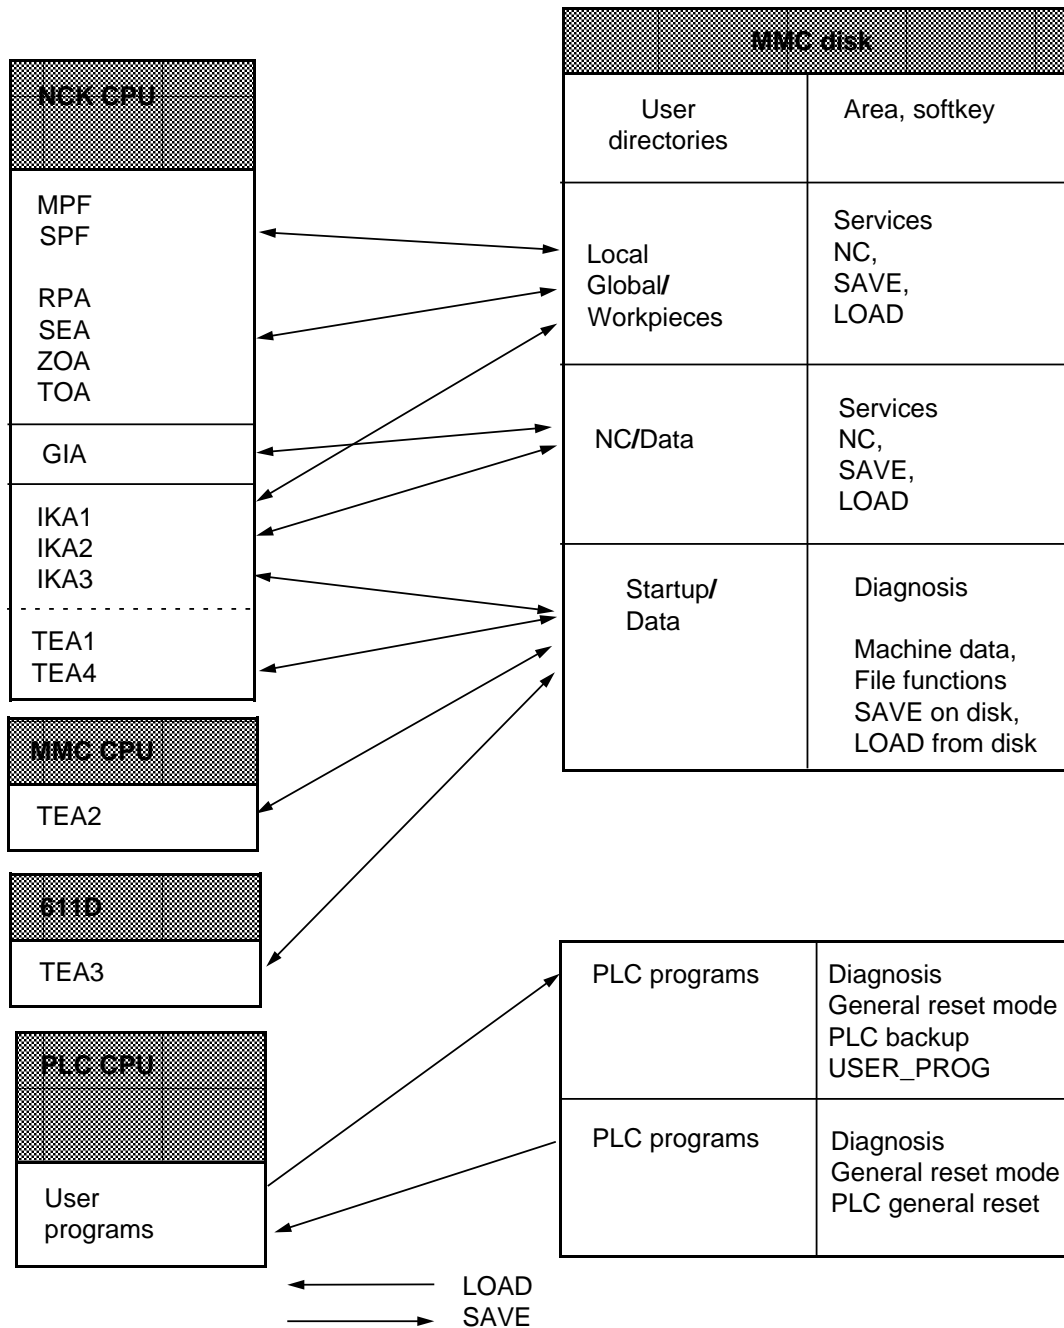 NCK CPU
MPF
SPF
RPA
SEA
ZOA
TOA
GIA
IKA1
IKA2
IKA3
TEA1
TEA4
MMC CPU
TEA2
611D
TEA3
PLC CPU
User
programs
MMC disk
User
directories
Area, softkey
Local
Global/
Workpieces
Services
NC,
SAVE,
LOAD
NC/Data
Services
NC,
SAVE,
LOAD
Startup/
Data
Diagnosis
Machine data,
File functions
SAVE on disk,
LOAD from disk
PLC programs
Diagnosis
General reset mode
PLC backup
USER_PROG
PLC programs
Diagnosis
General reset mode
PLC general reset
LOAD
SAVE